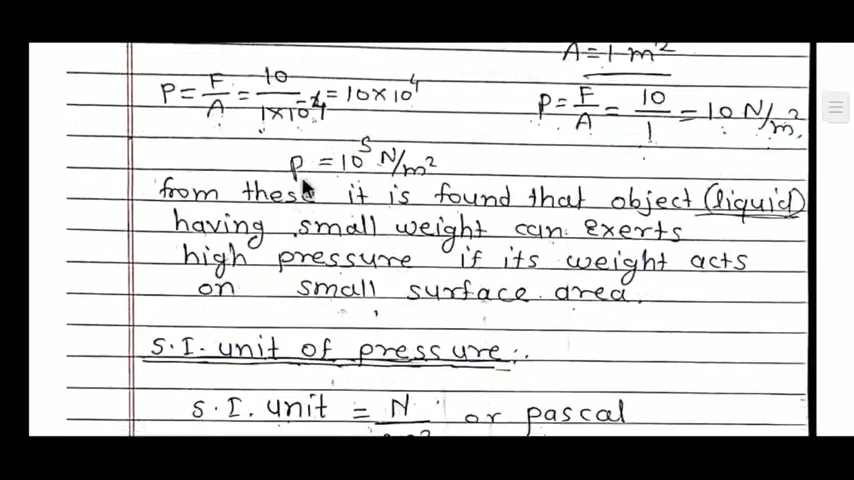 A = 1 m²
P = F/A = 10/1×10⁻⁴ = 10×10⁴
P = F/A = 10/1 = 10 N/m²
P = 10⁵ N/m²
from these it is found that object (liquid)
having small weight can exerts
high pressure if its weight acts
on small surface area.
S.I. unit of pressure:.
S.I. unit = N/m² or pascal